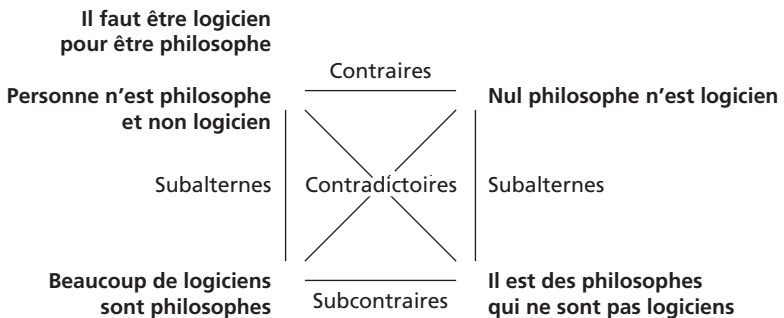 Il faut être logicien
pour être philosophe
Contraires
Personne n'est philosophe
et non logicien
Nul philosophe n'est logicien
Subalternes
Contradictoires
Subalternes
Beaucoup de logiciens
sont philosophes
Subcontraires
Il est des philosophes
qui ne sont pas logiciens